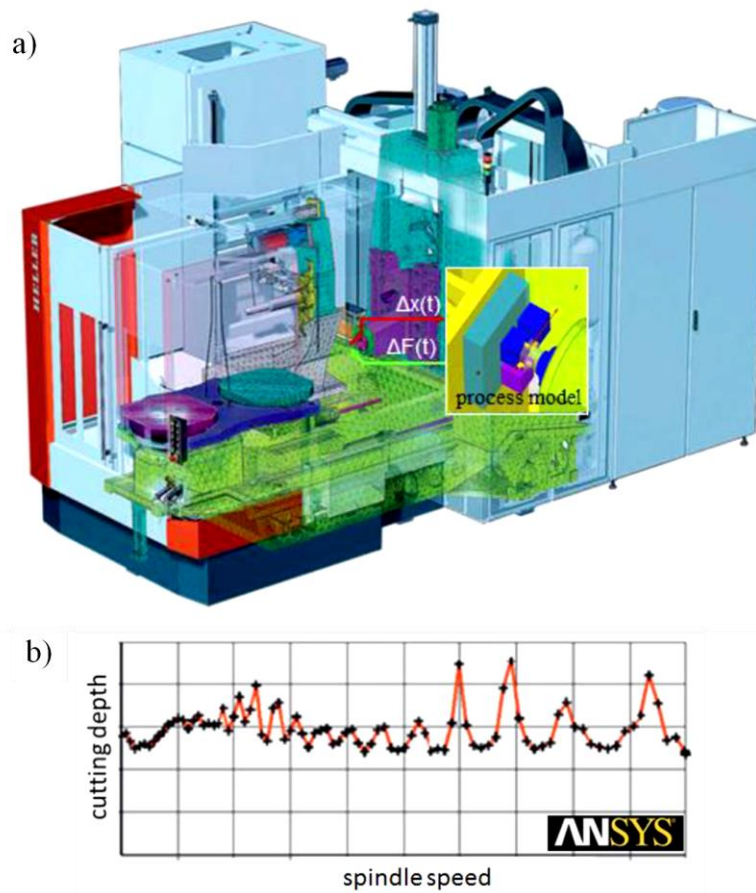 a)
HELLER
Δx(t)
ΔF(t)
process model
b)
cutting depth
ANSYS
spindle speed